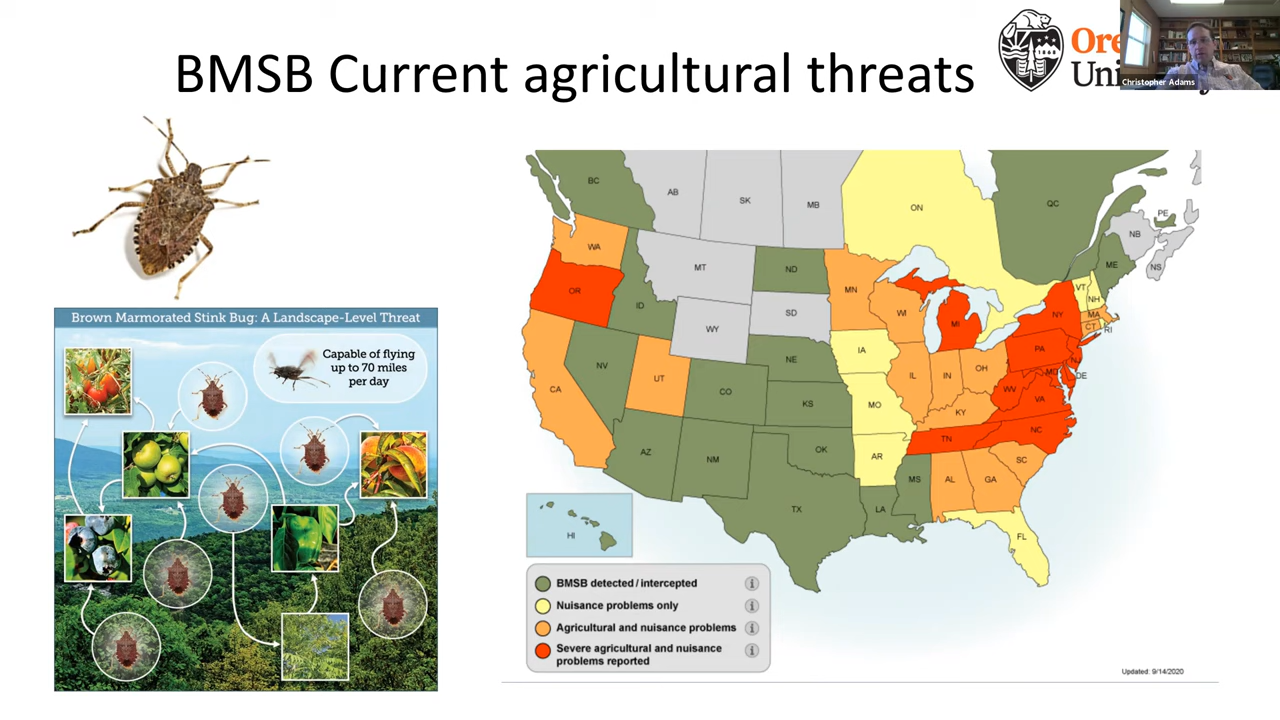 BMSB Current agricultural threats
Christopher Adams
Brown Marmorated Stink Bug: A Landscape-Level Threat
Capable of flying
up to 70 miles
per day
BC
AB
SK
MB
ON
QC
PE
NB
NS
WA
MT
ND
MN
ME
VT
NH
OR
ID
SD
WI
MI
NY
MA
CT
RI
WY
IA
PA
NJ
NV
NE
IL
IN
OH
MD
DE
CA
UT
CO
KS
MO
WV
VA
KY
AZ
NM
OK
AR
TN
NC
SC
TX
LA
MS
AL
GA
FL
HI
BMSB detected / intercepted
Nuisance problems only
Agricultural and nuisance problems
Severe agricultural and nuisance
problems reported
Updated: 9/14/2020